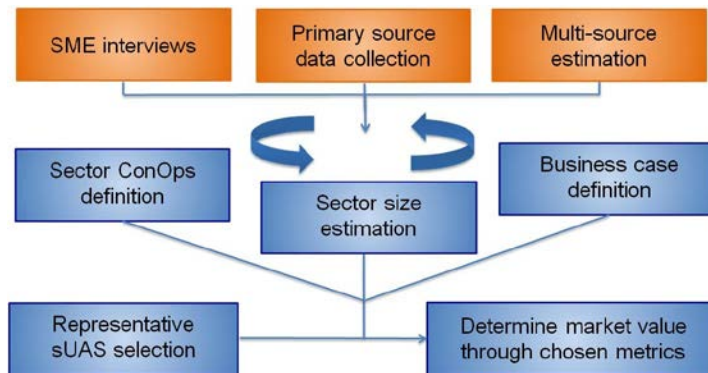 SME interviews
Primary source
data collection
Multi-source
estimation
Sector ConOps
definition
Sector size
estimation
Business case
definition
Representative
sUAS selection
Determine market value
through chosen metrics